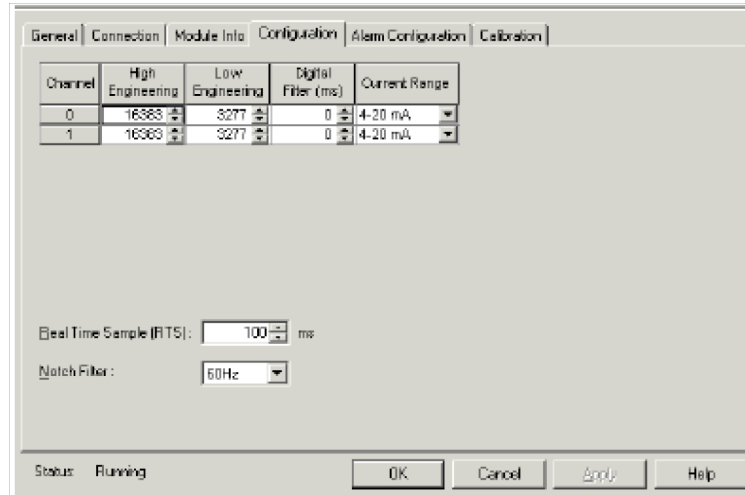 General Connection Module Info Configuration Alarm Configuration Calibration
Channel High Engineering Low Engineering Digital Filter (ms) Current Range
0 16383 3277 0 4-20 mA
1 16383 3277 0 4-20 mA
Real Time Sample (RTS): 100 ms
Notch Filter: 60Hz
Status: Running OK Cancel Apply Help